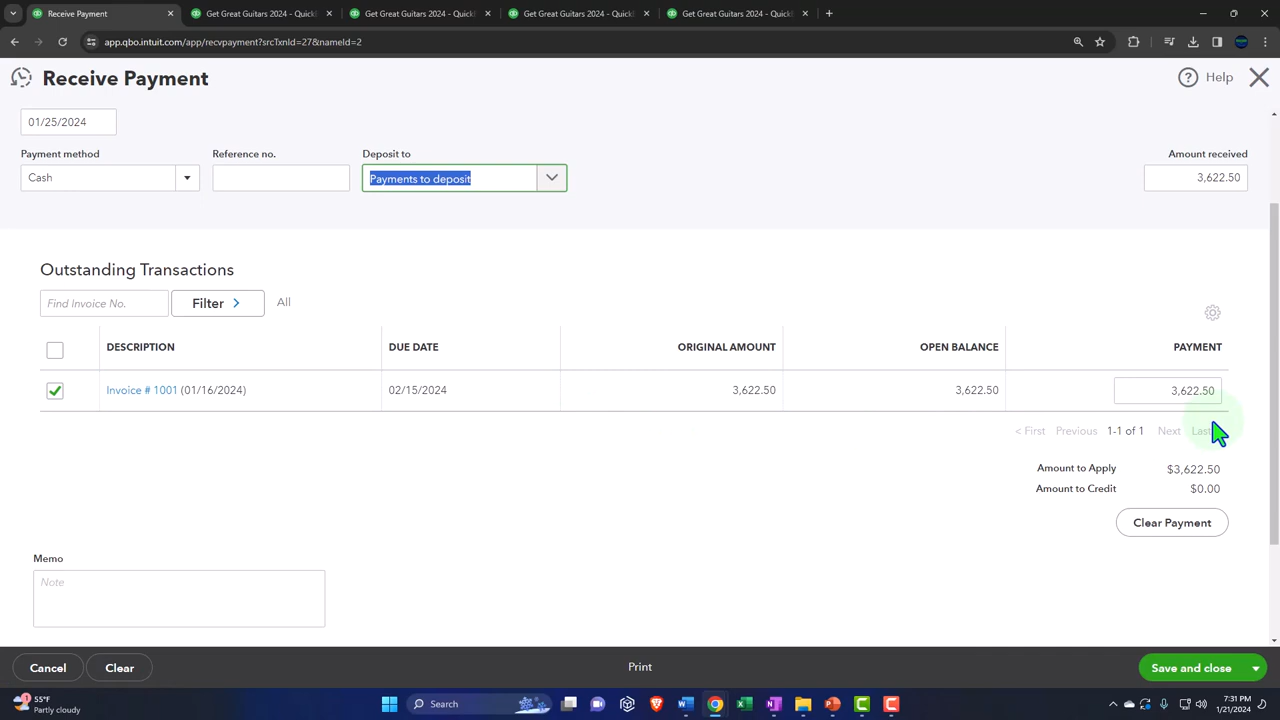 Receive Payment
Get Great Guitars 2024 - Quick
Get Great Guitars 2024 - QuickS
Get Great Guitars 2024 - QuickS
Get Great Guitars 2024 - QuickS
app.qbo.intuit.com/app/recvpayment?srcTxnId=27&nameId=2
Receive Payment
Help
01/25/2024
Payment method
Reference no.
Deposit to
Amount received
Cash
Payments to deposit
3,622.50
Outstanding Transactions
Find Invoice No.
Filter >
All
DESCRIPTION
DUE DATE
ORIGINAL AMOUNT
OPEN BALANCE
PAYMENT
Invoice # 1001 (01/16/2024)
02/15/2024
3,622.50
3,622.50
3,622.50
< First Previous 1-1 of 1 Next Last
Amount to Apply $3,622.50
Amount to Credit $0.00
Clear Payment
Memo
Note
Cancel
Clear
Print
Save and close
1
55°F
Partly cloudy
Search
7:31 PM
1/21/2024